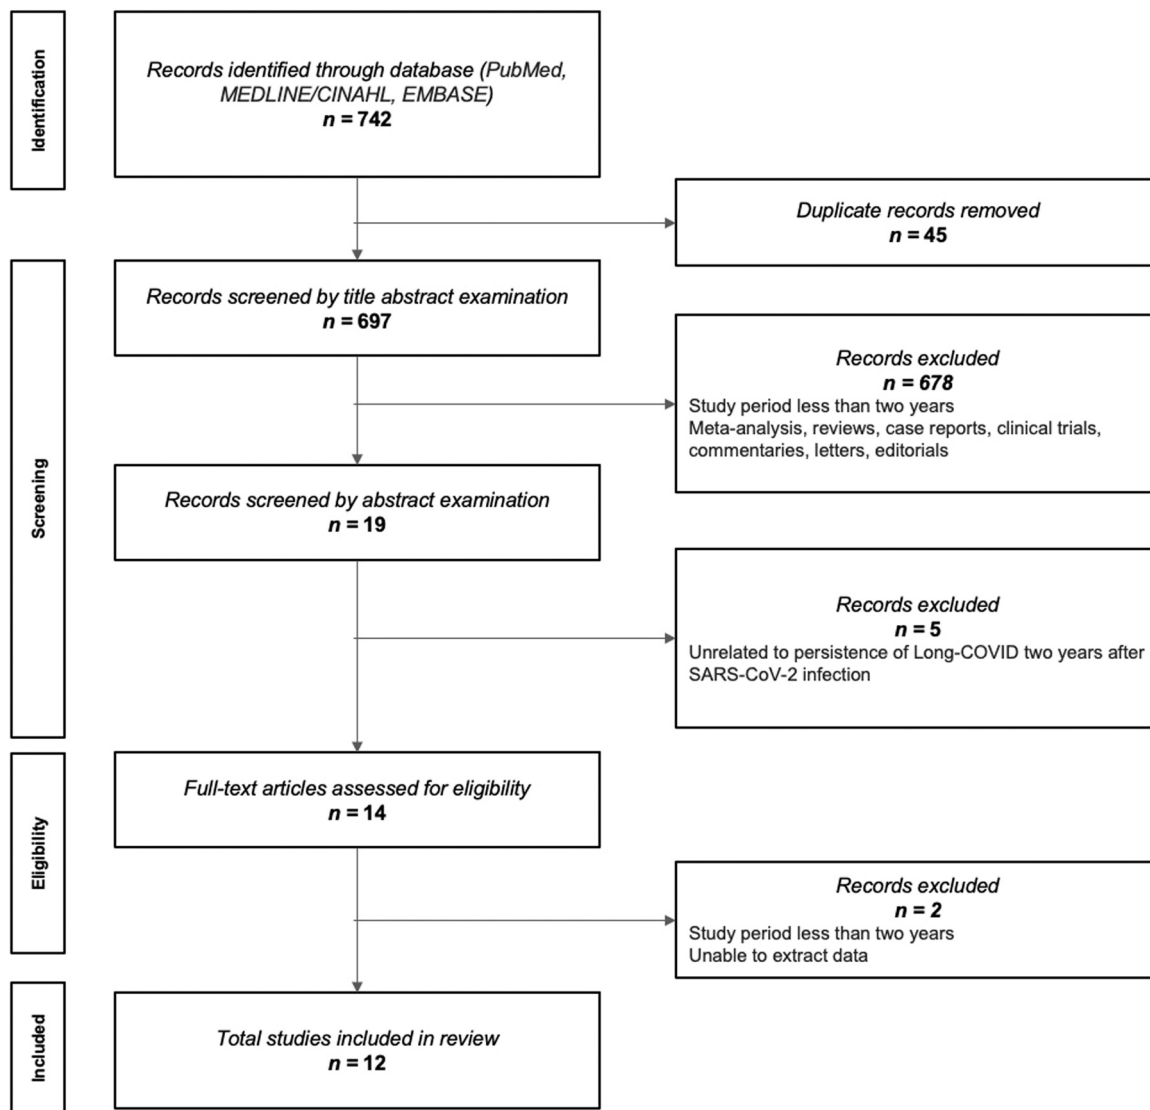 Identification
Records identified through database (PubMed,
MEDLINE/CINAHL, EMBASE)
n = 742
Duplicate records removed
n = 45
Screening
Records screened by title abstract examination
n = 697
Records excluded
n = 678
Study period less than two years
Meta-analysis, reviews, case reports, clinical trials,
commentaries, letters, editorials
Records screened by abstract examination
n = 19
Records excluded
n = 5
Unrelated to persistence of Long-COVID two years after
SARS-CoV-2 infection
Eligibility
Full-text articles assessed for eligibility
n = 14
Records excluded
n = 2
Study period less than two years
Unable to extract data
Included
Total studies included in review
n = 12